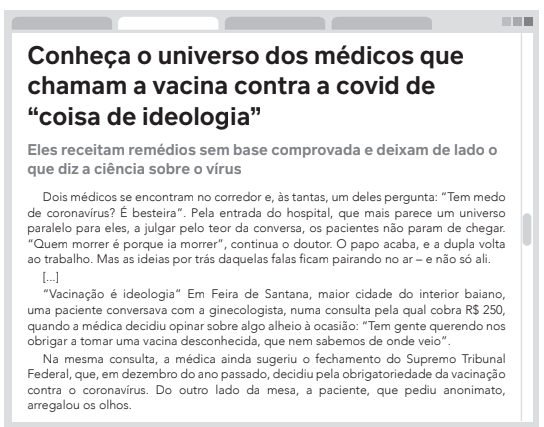 Conheça o universo dos médicos que
chamam a vacina contra a covid de
“coisa de ideologia”
Eles receitam remédios sem base comprovada e deixam de lado o
que diz a ciência sobre o vírus
Dois médicos se encontram no corredor e, às tantas, um deles pergunta: “Tem medo
de coronavírus? É besteira”. Pela entrada do hospital, que mais parece um universo
paralelo para eles, a julgar pelo teor da conversa, os pacientes não param de chegar.
“Quem morrer é porque ia morrer”, continua o doutor. O papo acaba, e a dupla volta
ao trabalho. Mas as ideias por trás daquelas falas ficam pairando no ar – e não só ali.
[...]
“Vacinação é ideologia” Em Feira de Santana, maior cidade do interior baiano,
uma paciente conversava com a ginecologista, numa consulta pela qual cobra R$ 250,
quando a médica decidiu opinar sobre algo alheio à ocasião: “Tem gente querendo nos
obrigar a tomar uma vacina desconhecida, que nem sabemos de onde veio”.
Na mesma consulta, a médica ainda sugeriu o fechamento do Supremo Tribunal
Federal, que, em dezembro do ano passado, decidiu pela obrigatoriedade da vacinação
contra o coronavírus. Do outro lado da mesa, a paciente, que pediu anonimato,
arregalou os olhos.